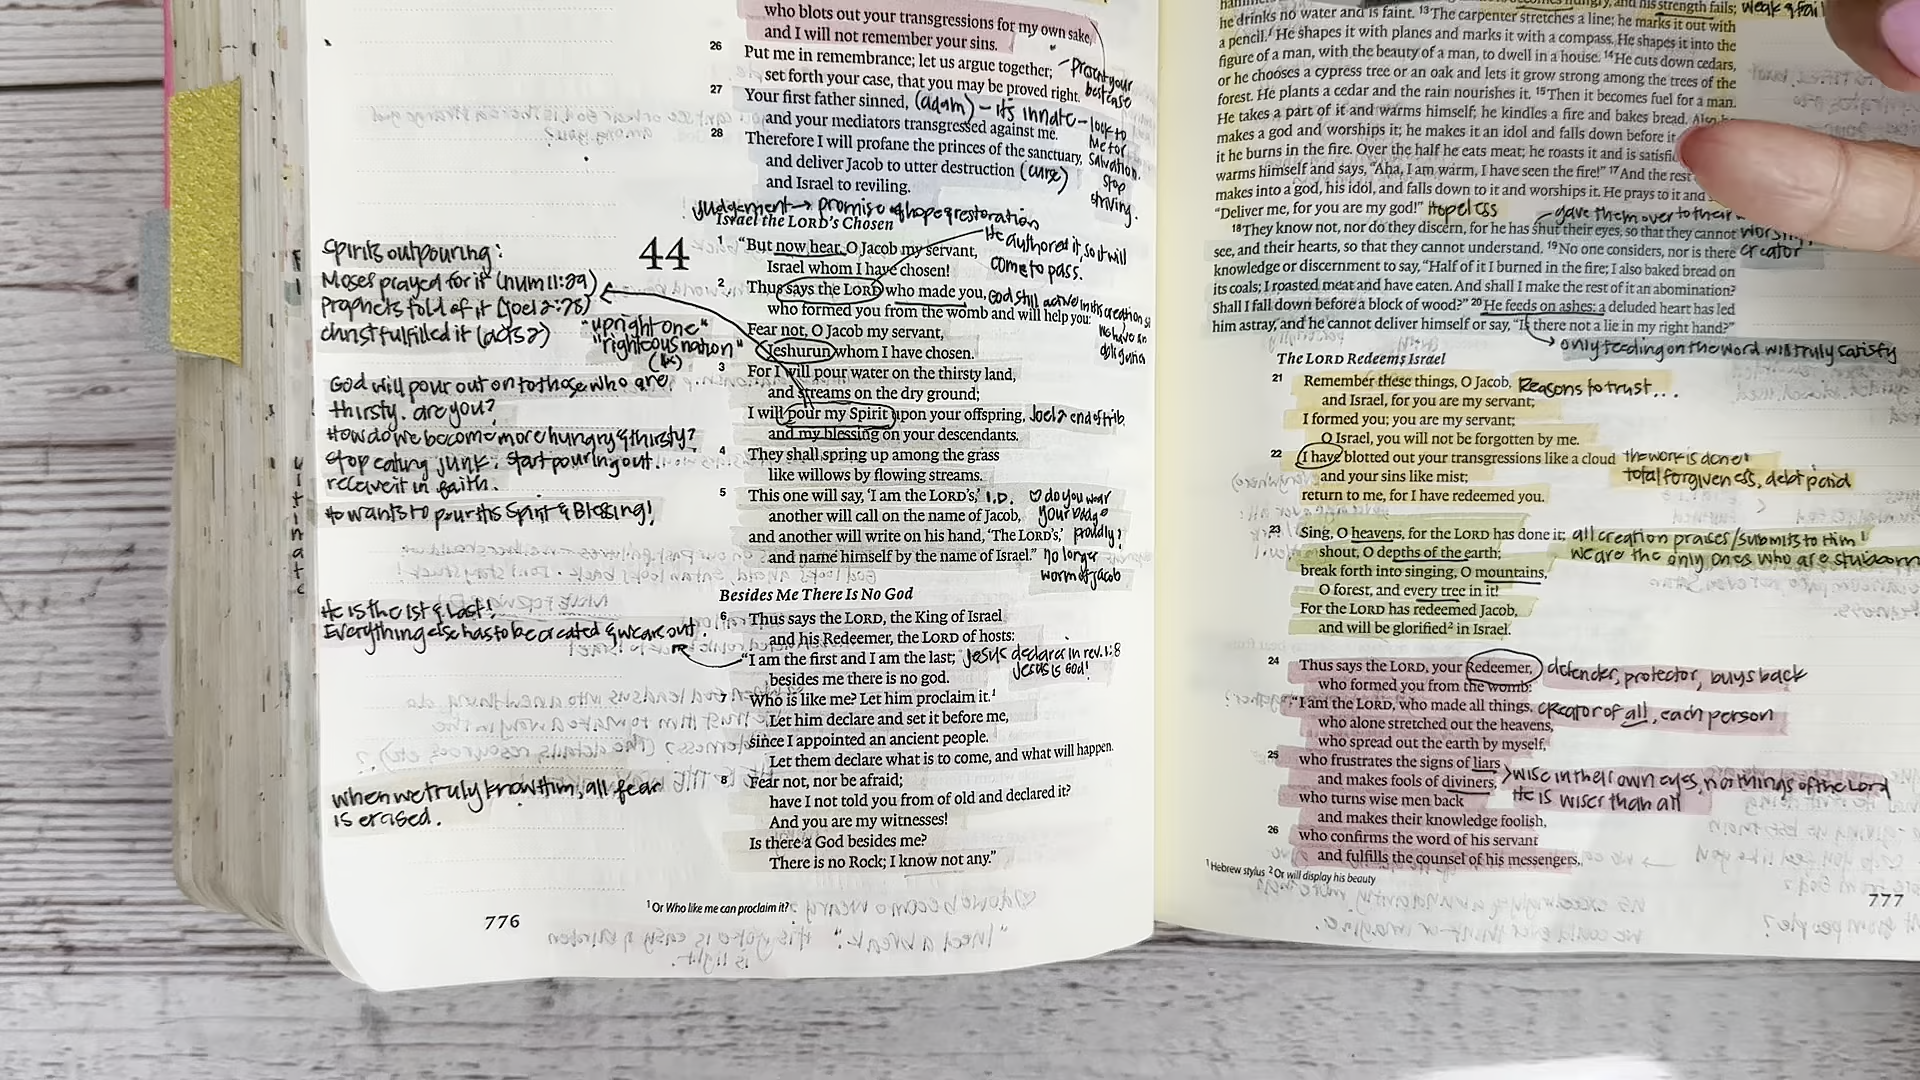 who blots out your transgressions for my own sake,
and I will not remember your sins.
26 Put me in remembrance; let us argue together; - present your
set forth your case, that you may be proved right. best case
27 Your first father sinned, (adam) - it's innate - look to
and your mediators transgressed against me. me for
28 Therefore I will profane the princes of the sanctuary, salvation.
and deliver Jacob to utter destruction (curse) stop
and Israel to reviling. striving.
judgement → promise of hope & restoration
Israel the LORD's Chosen
44
1 "But now hear, O Jacob my servant, He authored it, so it will
Israel whom I have chosen! come to pass.
2 Thus says the LORD who made you, God still active in his creation
who formed you from the womb and will help you: we have an
Fear not, O Jacob my servant, obligation
Jeshurun whom I have chosen.
3 For I will pour water on the thirsty land,
and streams on the dry ground;
I will pour my Spirit upon your offspring, Joel 2 end of trib
and my blessing on your descendants.
4 They shall spring up among the grass
like willows by flowing streams.
5 This one will say, 'I am the LORD's,' I.D. ♡ do you wear
another will call on the name of Jacob, your badge
and another will write on his hand, 'The LORD's,' proudly?
and name himself by the name of Israel." no longer
worm of Jacob
Besides Me There Is No God
6 Thus says the LORD, the King of Israel
and his Redeemer, the LORD of hosts:
"I am the first and I am the last; Jesus declares in rev. 1:8
besides me there is no god. Jesus is God!
7 Who is like me? Let him proclaim it.1
Let him declare and set it before me,
since I appointed an ancient people.
Let them declare what is to come, and what will happen.
8 Fear not, nor be afraid;
have I not told you from of old and declared it?
And you are my witnesses!
Is there a God besides me?
There is no Rock; I know not any."
Spirits outpouring:
Moses prayed for it (num 11:29)
Prophets told of it (Joel 2:28)
christ fulfilled it (acts 2)
"upright one"
"righteous nation"
God will pour out onto those who are
thirsty. are you?
How do we become more hungry & thirsty?
stop eating junk. start pouring out.
receive it in faith.
He wants to pour His Spirit & Blessing!
He is the 1st & Last!
Everything else has to be created & wears out.
when we truly know Him, all fear
is erased.
1 Or Who like me can proclaim it?
776
hungry, and his strength fails; weak & fail
he drinks no water and is faint. 13 The carpenter stretches a line; he marks it out with
a pencil.1 He shapes it with planes and marks it with a compass. He shapes it into the
figure of a man, with the beauty of a man, to dwell in a house. 14 He cuts down cedars,
or he chooses a cypress tree or an oak and lets it grow strong among the trees of the
forest. He plants a cedar and the rain nourishes it. 15 Then it becomes fuel for a man.
He takes a part of it and warms himself; he kindles a fire and bakes bread. Also he
makes a god and worships it; he makes it an idol and falls down before it.
it he burns in the fire. Over the half he eats meat; he roasts it and is
warms himself and says, "Aha, I am warm, I have seen the fire!" 17 And the rest
makes into a god, his idol, and falls down to it and worships it. He prays to it and
"Deliver me, for you are my god!" Hopeless gave them over to their
18 They know not, nor do they discern, for he has shut their eyes, so that they cannot worship
see, and their hearts, so that they cannot understand. 19 No one considers, nor is there creator
knowledge or discernment to say, "Half of it I burned in the fire; I also baked bread on
its coals; I roasted meat and have eaten. And shall I make the rest of it an abomination?
Shall I fall down before a block of wood?" 20 He feeds on ashes; a deluded heart has led
him astray, and he cannot deliver himself or say, "Is there not a lie in my right hand?"
→ only feeding on the word will truly satisfy
The LORD Redeems Israel
21 Remember these things, O Jacob, Reasons to trust...
and Israel, for you are my servant;
I formed you; you are my servant;
O Israel, you will not be forgotten by me.
22 I have blotted out your transgressions like a cloud the work is done!
and your sins like mist; total forgiveness, debt paid
return to me, for I have redeemed you.
23 Sing, O heavens, for the LORD has done it; all creation praises/submits to Him!
shout, O depths of the earth; we are the only ones who are stubborn
break forth into singing, O mountains,
O forest, and every tree in it!
For the LORD has redeemed Jacob,
and will be glorified2 in Israel.
24 Thus says the LORD, your Redeemer, defender, protector, buys back
who formed you from the womb:
"I am the LORD, who made all things, creator of all, each person
who alone stretched out the heavens,
who spread out the earth by myself,
25 who frustrates the signs of liars
and makes fools of diviners, > wise in their own eyes, not things of the Lord
who turns wise men back He is wiser than all
and makes their knowledge foolish,
26 who confirms the word of his servant
and fulfills the counsel of his messengers,
1 Hebrew stylus 2 Or will display his beauty
777